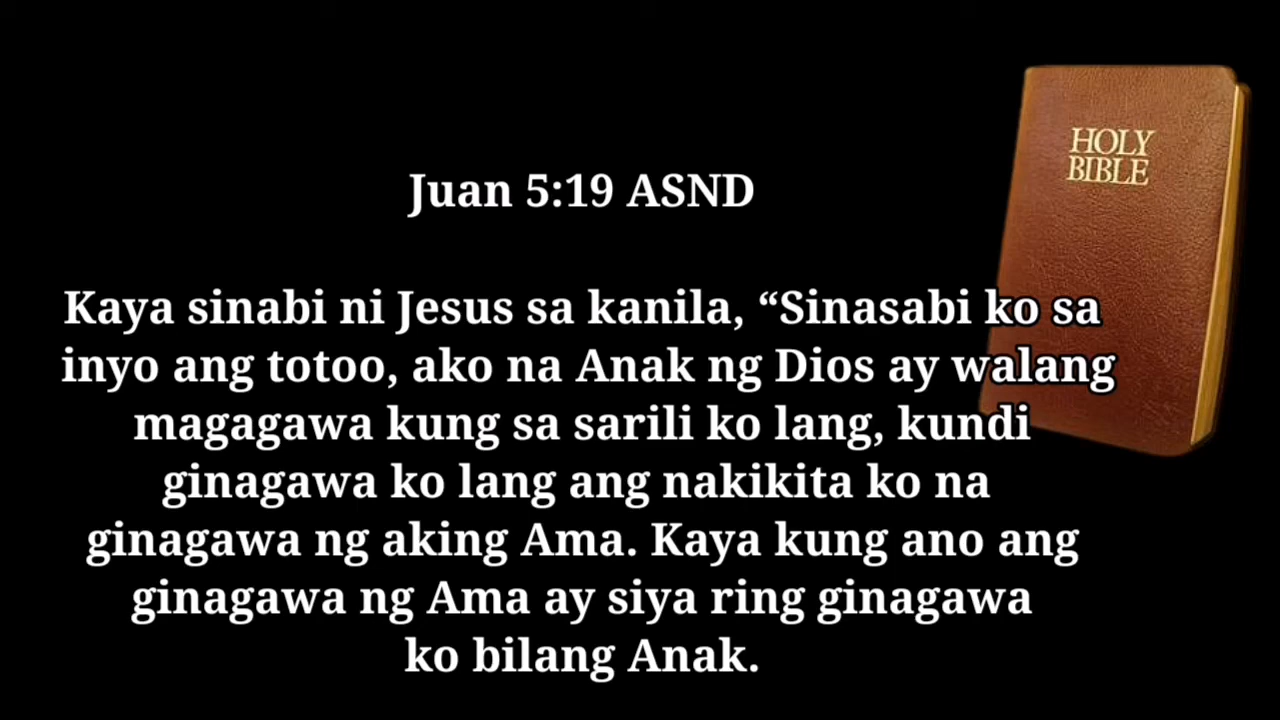 HOLY
BIBLE
Juan 5:19 ASND
Kaya sinabi ni Jesus sa kanila, “Sinasabi ko sa
inyo ang totoo, ako na Anak ng Dios ay walang
magagawa kung sa sarili ko lang, kundi
ginagawa ko lang ang nakikita ko na
ginagawa ng aking Ama. Kaya kung ano ang
ginagawa ng Ama ay siya ring ginagawa
ko bilang Anak.